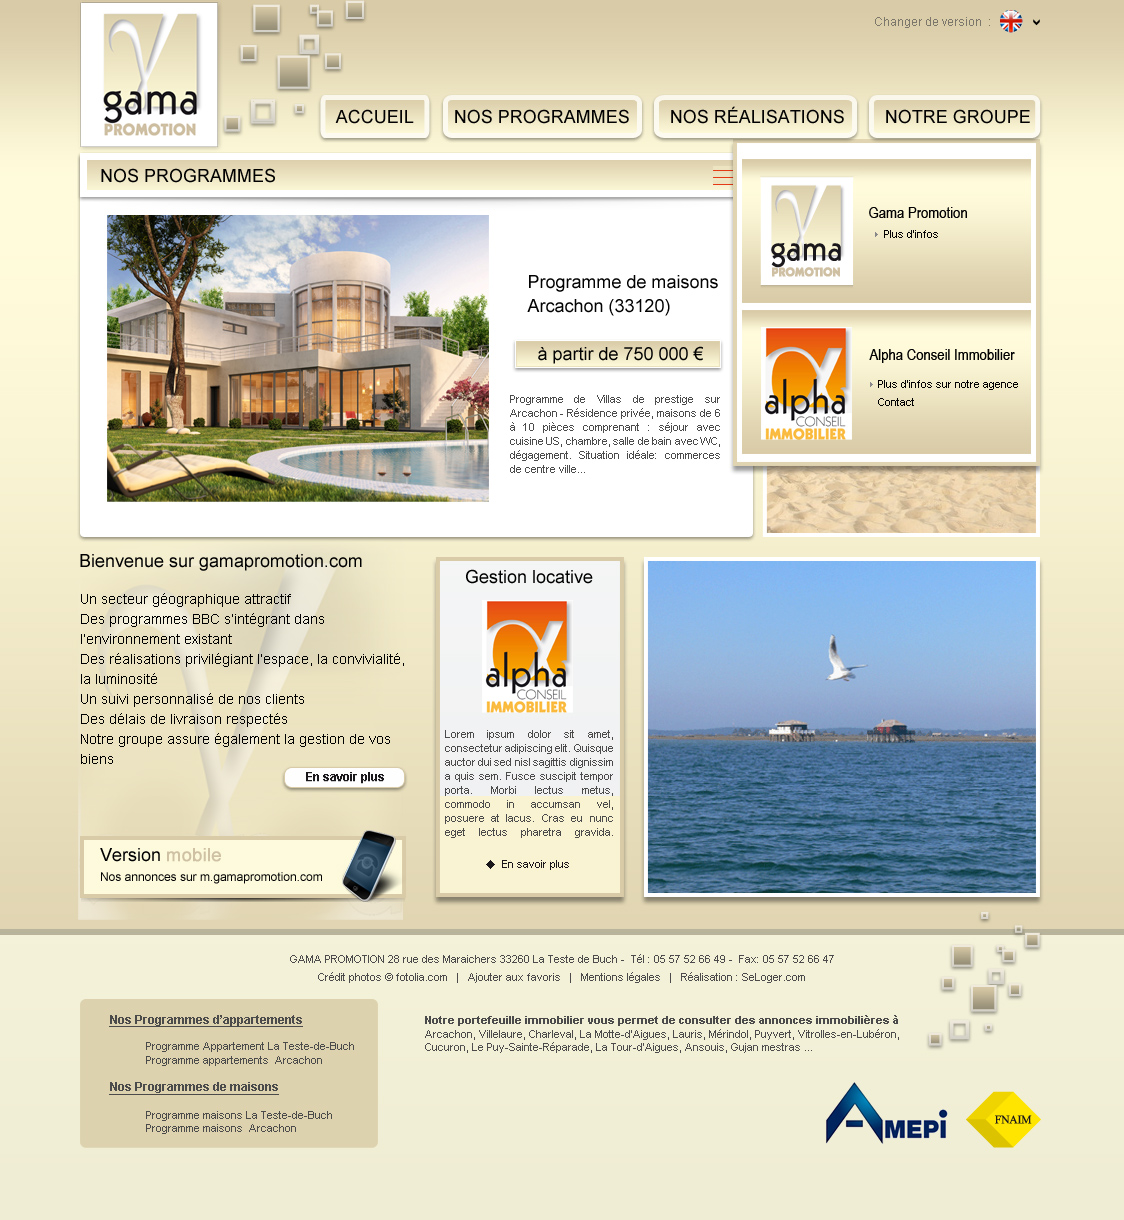 Changer de version :
gama
PROMOTION
ACCUEIL
NOS PROGRAMMES
NOS RÉALISATIONS
NOTRE GROUPE
NOS PROGRAMMES
gama
PROMOTION
Gama Promotion
Plus d'infos
Programme de maisons
Arcachon (33120)
à partir de 750 000 €
Programme de Villas de prestige sur
Arcachon - Résidence privée, maisons de 6
à 10 pièces comprenant : séjour avec
cuisine US, chambre, salle de bain avec WC,
dégagement. Situation idéale: commerces
de centre ville...
alpha
CONSEIL
IMMOBILIER
Alpha Conseil Immobilier
Plus d'infos sur notre agence
Contact
Bienvenue sur gamapromotion.com
Un secteur géographique attractif
Des programmes BBC s'intégrant dans
l'environnement existant
Des réalisations privilégiant l'espace, la convivialité,
la luminosité
Un suivi personnalisé de nos clients
Des délais de livraison respectés
Notre groupe assure également la gestion de vos
biens
En savoir plus
Version mobile
Nos annonces sur m.gamapromotion.com
Gestion locative
alpha
CONSEIL
IMMOBILIER
Lorem ipsum dolor sit amet,
consectetur adipiscing elit. Quisque
auctor dui sed nisl sagittis dignissim
a quis sem. Fusce suscipit tempor
porta. Morbi lectus metus,
commodo in accumsan vel,
posuere at lacus. Cras eu nunc
eget lectus pharetra gravida.
En savoir plus
GAMA PROMOTION 28 rue des Maraichers 33260 La Teste de Buch - Tél : 05 57 52 66 49 - Fax: 05 57 52 66 47
Crédit photos © fotolia.com | Ajouter aux favoris | Mentions légales | Réalisation : SeLoger.com
Nos Programmes d'appartements
Programme Appartement La Teste-de-Buch
Programme appartements Arcachon
Nos Programmes de maisons
Programme maisons La Teste-de-Buch
Programme maisons Arcachon
Notre portefeuille immobilier vous permet de consulter des annonces immobilières à
Arcachon, Villelaure, Charleval, La Motte-d'Aigues, Lauris, Mérindol, Puyvert, Vitrolles-en-Lubéron,
Cucuron, Le Puy-Sainte-Réparade, La Tour-d'Aigues, Ansouis, Gujan mestras ...
AMEPI
FNAIM